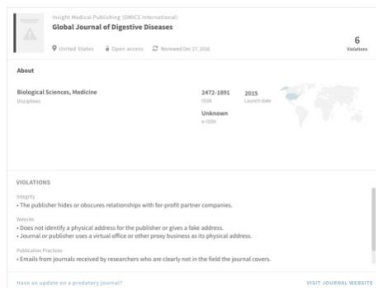 Insight Medical Publishing (OMICS International)
Global Journal of Digestive Diseases
United States Open access Reviewed Dec 27, 2016
6
Violations
About
Biological Sciences, Medicine
Disciplines
2472-1891
ISSN
2015
Launch date
Unknown
e-ISSN
VIOLATIONS
Integrity
• The publisher hides or obscures relationships with for-profit partner companies.
Website
• Does not identify a physical address for the publisher or gives a fake address.
• Journal or publisher uses a virtual office or other proxy business as its physical address.
Publication Practices
• Emails from journals received by researchers who are clearly not in the field the journal covers.
Have an update on a predatory journal?
VISIT JOURNAL WEBSITE